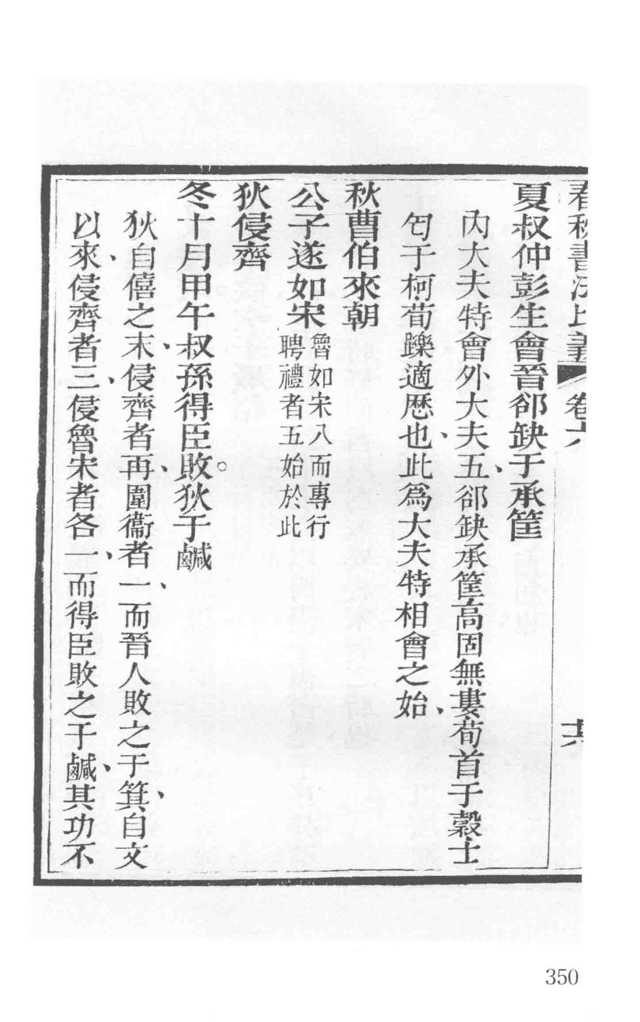 春秋書法比義 卷六 共
夏叔仲彭生會晉郤缺于承筐
內大夫特會外大夫五郤缺承筐高固無婁荀首于穀士
匄于柯荀躒適歷也此爲大夫特相會之始
秋曹伯來朝
公子遂如宋 魯如宋八而專行
聘禮者五始於此
狄侵齊
冬十月甲午叔孫得臣敗狄于鹹
狄自僖之末侵齊者再圍衞者一而晉人敗之于箕自文
以來侵齊者三侵魯宋者各一而得臣敗之于鹹其功不
350